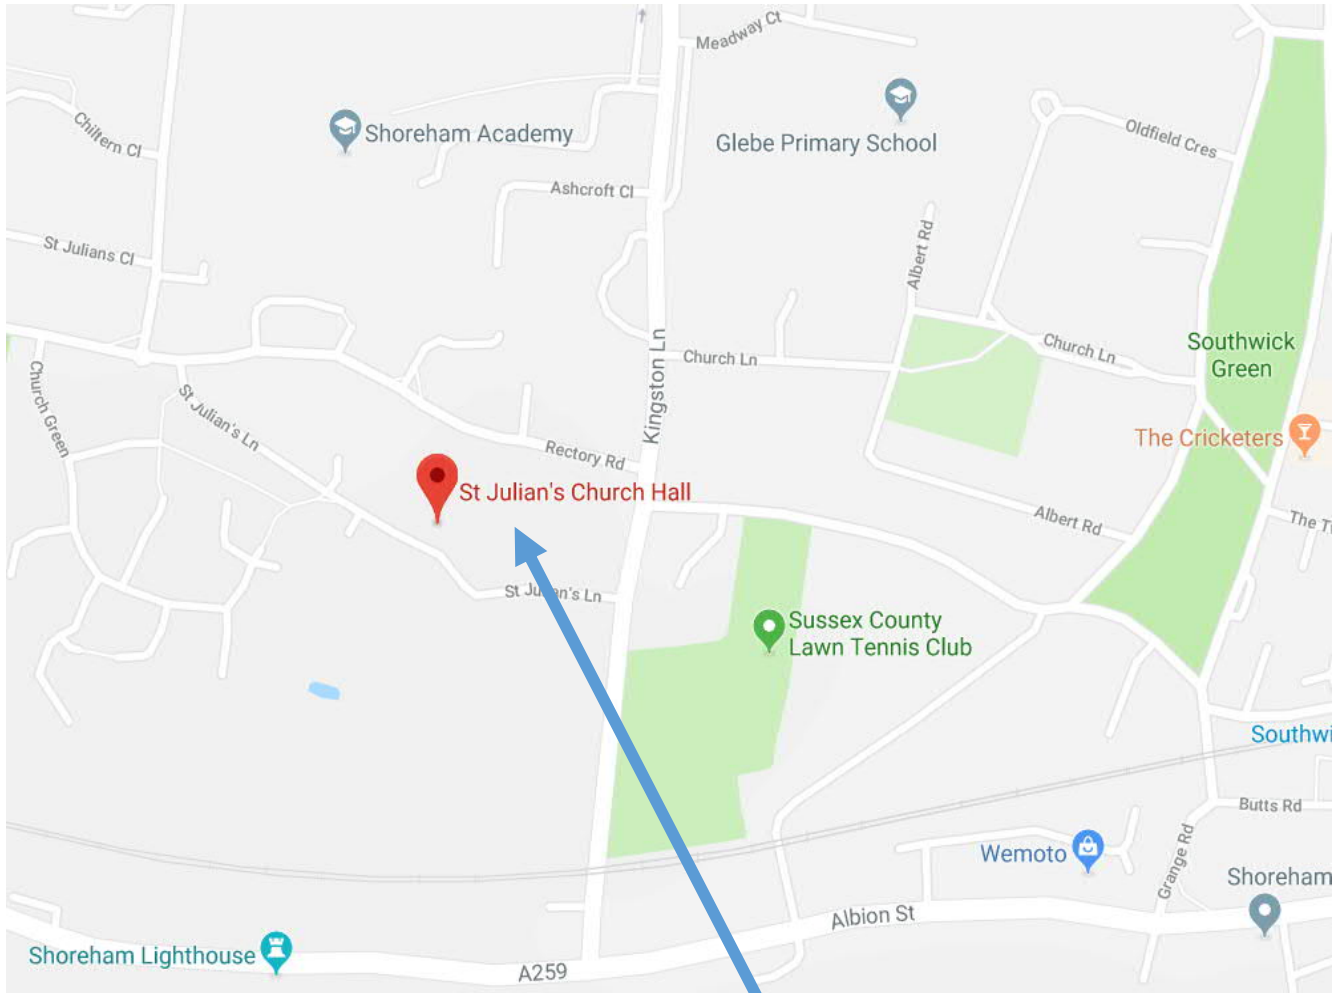 Meadway Ct
Chiltern Cl
Shoreham Academy
Glebe Primary School
Oldfield Cres
Ashcroft Cl
St Julians Cl
Albert Rd
Kingston Ln
Church Ln
Church Ln
Southwick
Green
Church Green
St Julian's Ln
Rectory Rd
The Cricketers
St Julian's Church Hall
Albert Rd
The T
St Julian's Ln
Sussex County
Lawn Tennis Club
Southwi
Butts Rd
Wemoto
Grange Rd
Shoreham
Albion St
Shoreham Lighthouse
A259